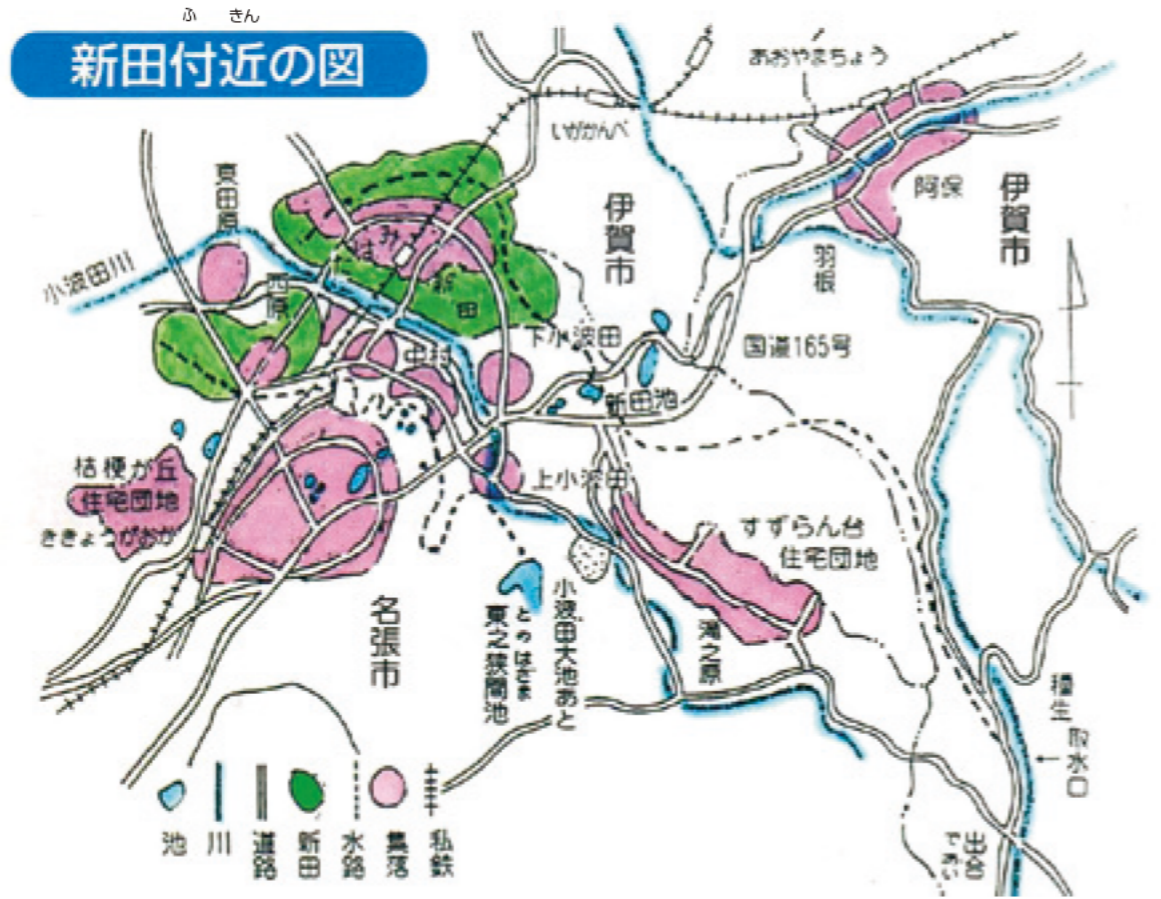 ふ きん
新田付近の図
あおやまちょう
いがかんべ
阿保
伊賀市
伊賀市
羽根
東田原
小波田川
西原
はみ
新田
中村
下小波田
国道165号
新田池
上小波田
桔梗が丘
住宅団地
ききょうがおか
すずらん台
住宅団地
名張市
とのはざま
東之狭間池
小波田大池あと
滝之原
種生
取水口
出合
であい
池
川
道路
新田
水路
集落
私鉄